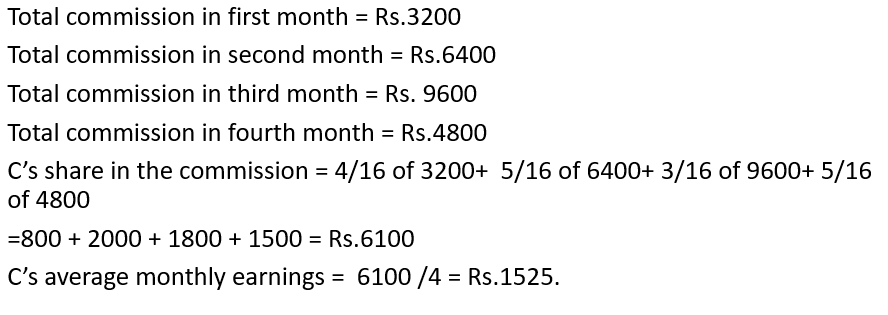 Total commission in first month = Rs.3200
Total commission in second month = Rs.6400
Total commission in third month = Rs. 9600
Total commission in fourth month = Rs.4800
C’s share in the commission = 4/16 of 3200+  5/16 of 6400+ 3/16 of 9600+ 5/16
of 4800
=800 + 2000 + 1800 + 1500 = Rs.6100
C’s average monthly earnings =  6100 /4 = Rs.1525.